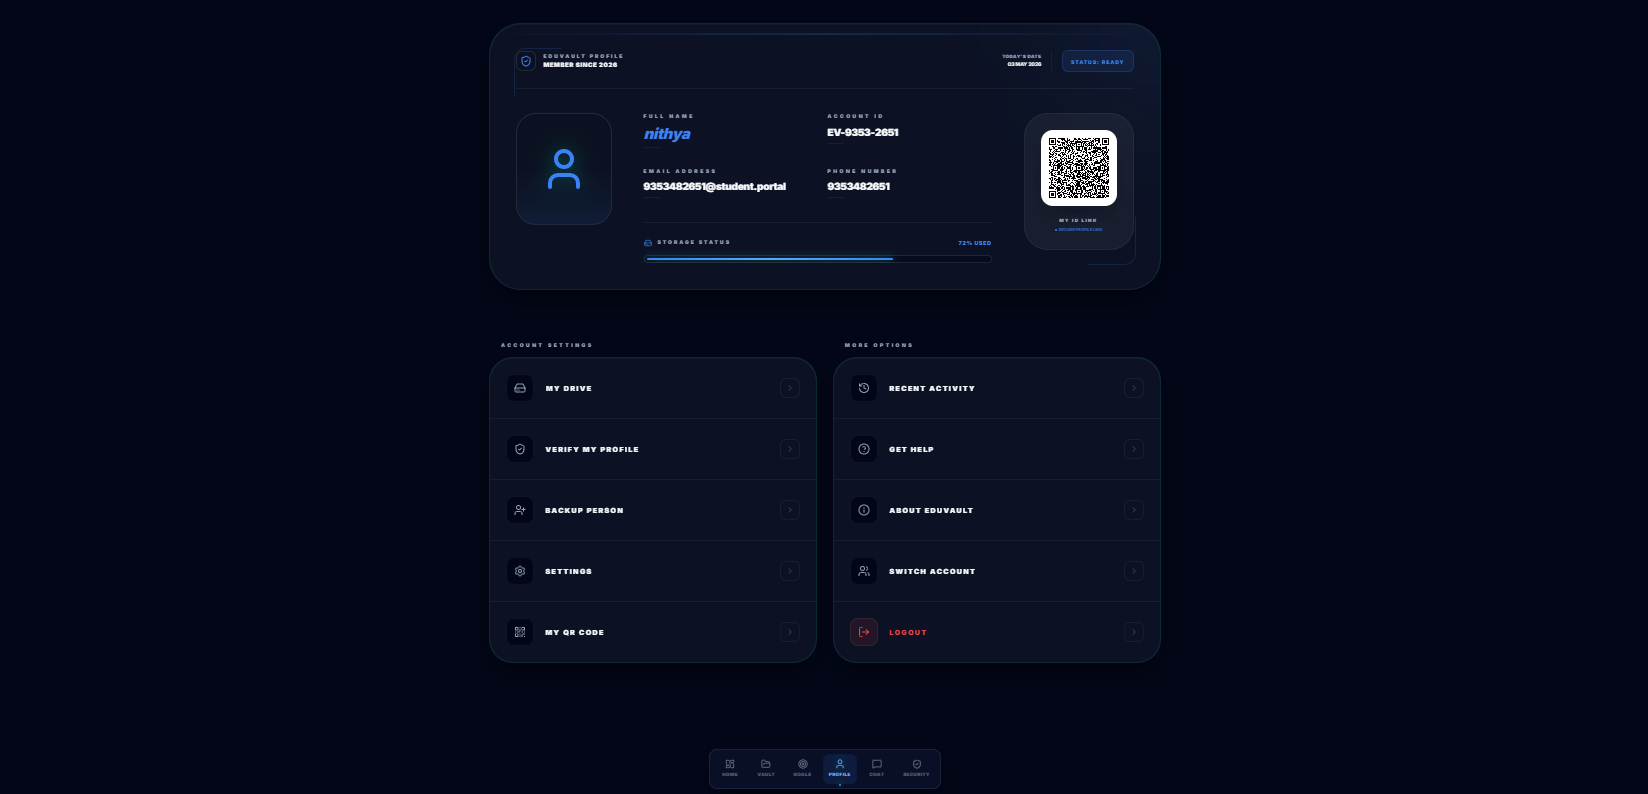 EDUVAULT PROFILE
MEMBER SINCE 2026
TODAY'S DATE
03 MAY 2026
STATUS: READY
FULL NAME
nithya
ACCOUNT ID
EV-9353-2651
EMAIL ADDRESS
9353482651@student.portal
PHONE NUMBER
9353482651
STORAGE STATUS
72% USED
MY ID LINK
SECURE PROFILE LINK
ACCOUNT SETTINGS
MY DRIVE
VERIFY MY PROFILE
BACKUP PERSON
SETTINGS
MY QR CODE
MORE OPTIONS
RECENT ACTIVITY
GET HELP
ABOUT EDUVAULT
SWITCH ACCOUNT
LOGOUT
HOME
VAULT
GOALS
PROFILE
CHAT
SECURITY